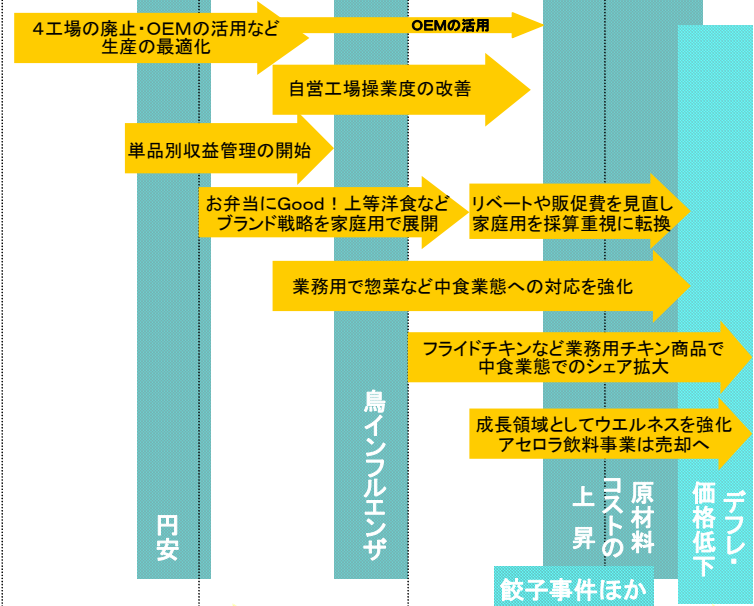 ４工場の廃止・OEMの活用など
生産の最適化
OEMの活用
自営工場操業度の改善
単品別収益管理の開始
お弁当にGood！上等洋食など
ブランド戦略を家庭用で展開
リベートや販促費を見直し
家庭用を採算重視に転換
業務用で惣菜など中食業態への対応を強化
フライドチキンなど業務用チキン商品で
中食業態でのシェア拡大
成長領域としてウエルネスを強化
アセロラ飲料事業は売却へ
円安
鳥インフルエンザ
原材料
コストの
上昇
デフレ・
価格低下
餃子事件ほか